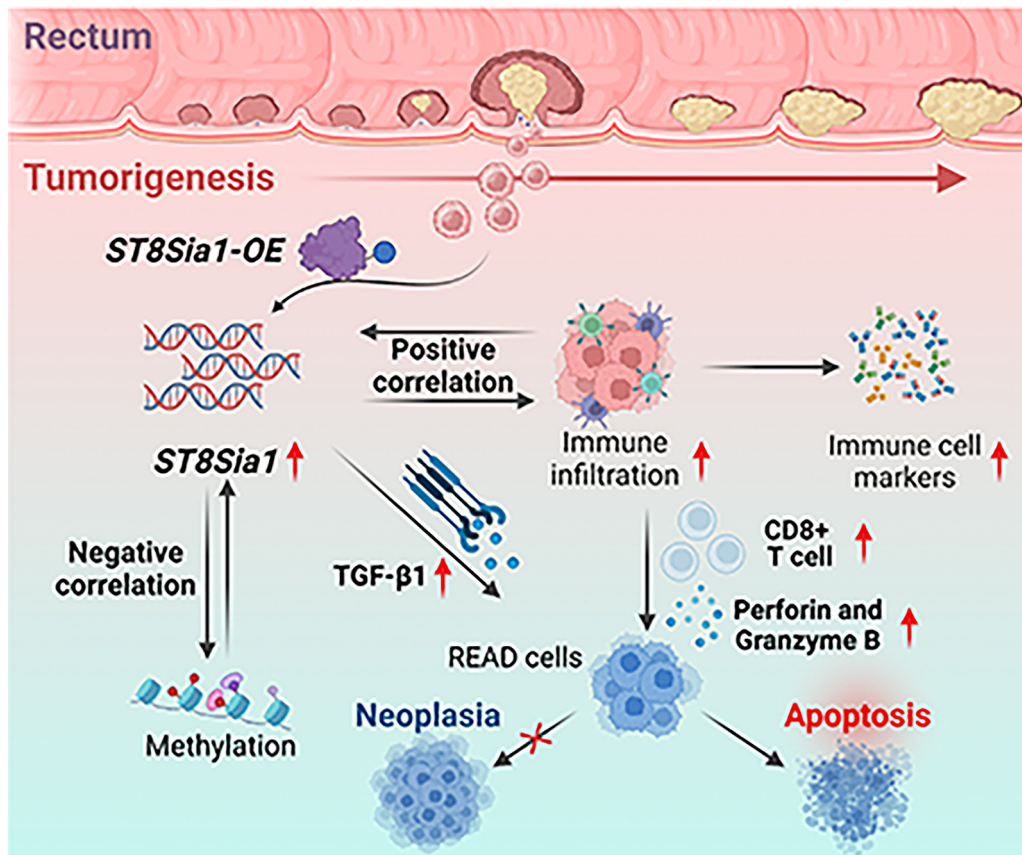 Rectum
Tumorigenesis
ST8Sia1-OE
Positive
correlation
Immune
infiltration
Immune cell
markers
ST8Sia1
Negative
correlation
TGF-β1
CD8+
T cell
Perforin and
Granzyme B
READ cells
Neoplasia
Apoptosis
Methylation